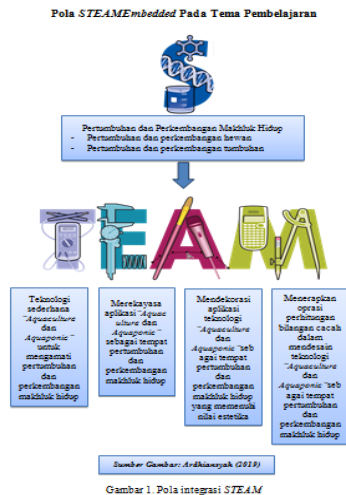 Pola STEAMEmbedded Pada Tema Pembelajaran
S
Pertumbuhan dan Perkembangan Makhluk Hidup
- Pertumbuhan dan perkembangan hewan
- Pertumbuhan dan perkembangan tumbuhan
TEAM
Teknologi
sederhana
"Aquaculture
dan
Aquaponic"
untuk
mengamati
pertumbuhan
dan
perkembangan
makhluk hidup
Merekayasa
aplikasi "Aquac
ulture dan
Aquaponic"
sebagai tempat
pertumbuhan
dan
perkembangan
makhluk hidup
Mendekorasi
aplikasi
teknologi
"Aquaculture
dan
Aquaponic"seb
agai tempat
pertumbuhan
dan
perkembangan
makhluk hidup
yang memenuhi
nilai estetika
Menerapkan
oprasi
perhitungan
bilangan cacah
dalam
mendesain
teknologi
"Aquaculture
dan
Aquaponic"seb
agai tempat
pertumbuhan
dan
perkembangan
makhluk hidup
Sumber Gambar: Ardhiansyah (2019)
Gambar 1. Pola integrasi STEAM